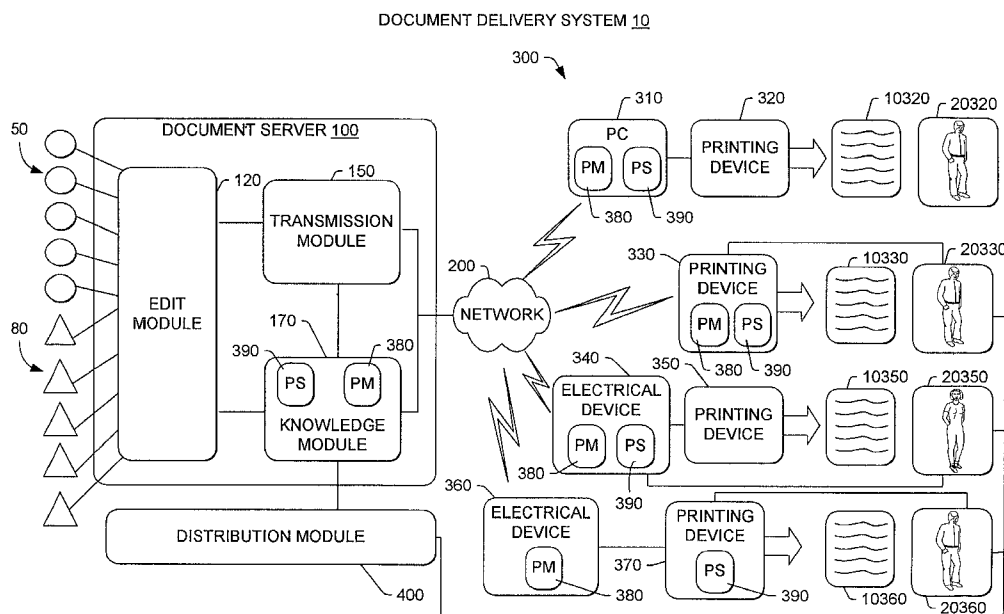 DOCUMENT DELIVERY SYSTEM 10
300
310
320
10320
20320
50
DOCUMENT SERVER 100
PC
PM
PS
PRINTING DEVICE
120
150
380
390
TRANSMISSION MODULE
200
330
10330
20330
EDIT MODULE
NETWORK
PRINTING DEVICE
PM
PS
170
380
390
80
390
380
340
350
10350
20350
PS
PM
KNOWLEDGE MODULE
ELECTRICAL DEVICE
PRINTING DEVICE
PM
PS
380
360
390
ELECTRICAL DEVICE
PRINTING DEVICE
DISTRIBUTION MODULE
PM
370
PS
400
380
390
10360
20360